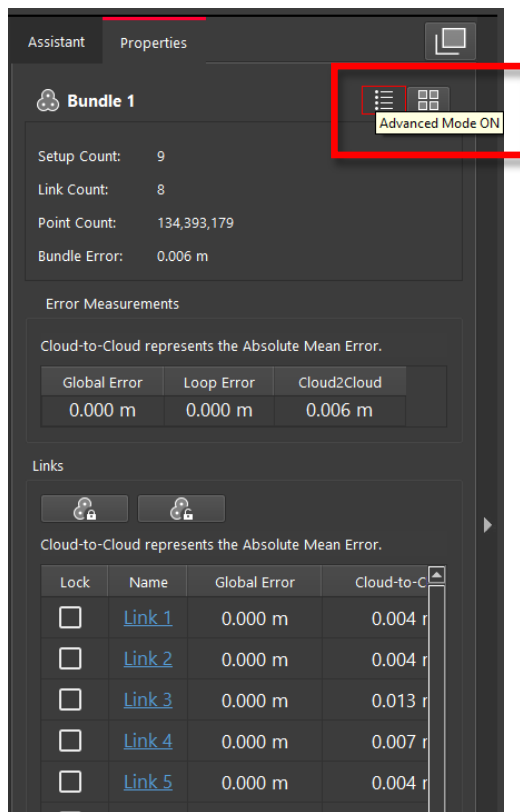 Assistant Properties
Bundle 1
Advanced Mode ON
Setup Count: 9
Link Count: 8
Point Count: 134,393,179
Bundle Error: 0.006 m
Error Measurements
Cloud-to-Cloud represents the Absolute Mean Error.
Global Error Loop Error Cloud2Cloud
0.000 m 0.000 m 0.006 m
Links
Cloud-to-Cloud represents the Absolute Mean Error.
Lock Name Global Error Cloud-to-C
Link 1 0.000 m 0.004 r
Link 2 0.000 m 0.004 r
Link 3 0.000 m 0.013 r
Link 4 0.000 m 0.007 r
Link 5 0.000 m 0.004 r